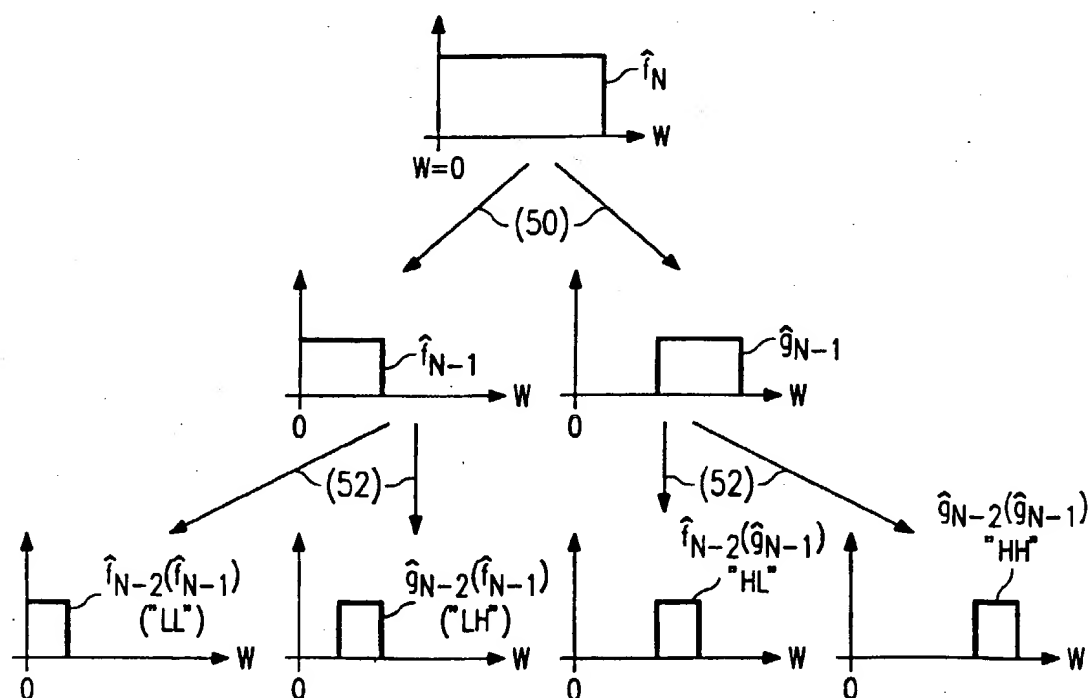 f̂N
W
W=0
(50)
f̂N−1
W
0
ĝN−1
W
0
(52)
(52)
f̂N−2(f̂N−1)
("LL")
W
0
ĝN−2(f̂N−1)
("LH")
W
0
f̂N−2(ĝN−1)
"HL"
W
0
ĝN−2(ĝN−1)
"HH"
W
0